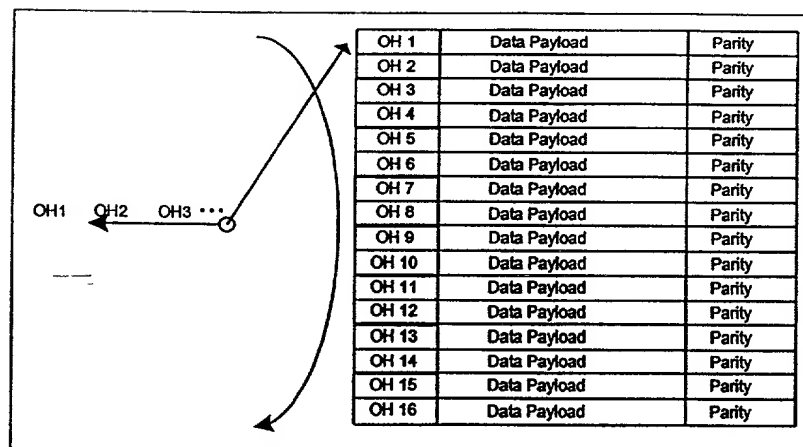 OH 1 Data Payload Parity
OH 2 Data Payload Parity
OH 3 Data Payload Parity
OH 4 Data Payload Parity
OH 5 Data Payload Parity
OH 6 Data Payload Parity
OH 7 Data Payload Parity
OH1 OH2 OH3 ··· OH 8 Data Payload Parity
OH 9 Data Payload Parity
OH 10 Data Payload Parity
OH 11 Data Payload Parity
OH 12 Data Payload Parity
OH 13 Data Payload Parity
OH 14 Data Payload Parity
OH 15 Data Payload Parity
OH 16 Data Payload Parity